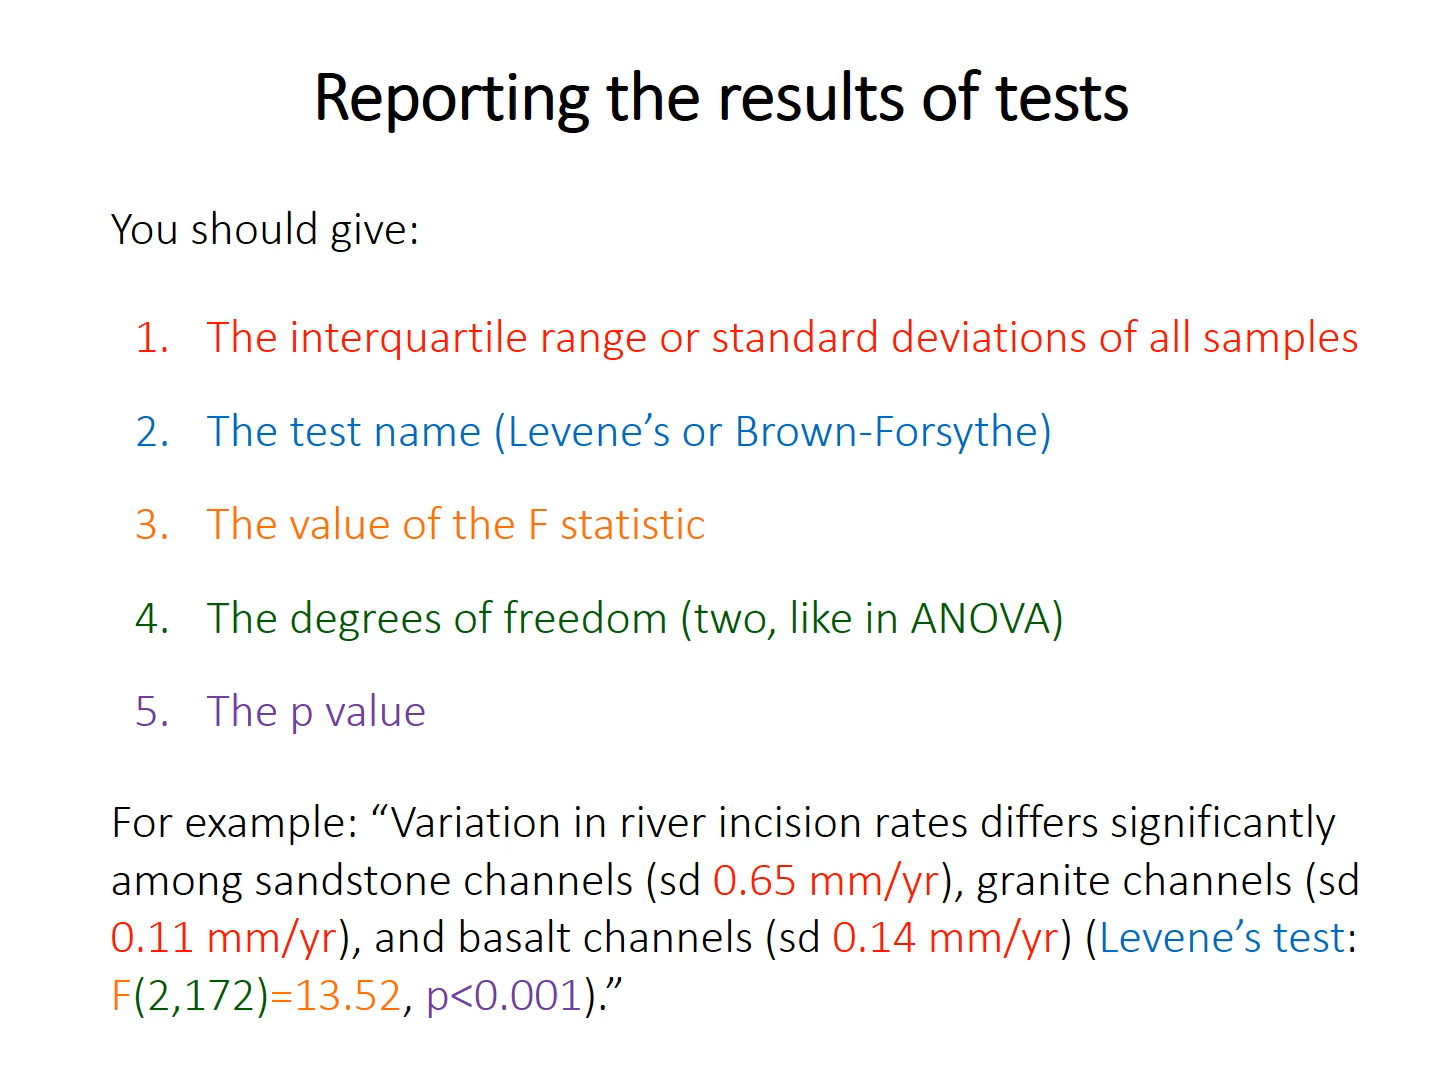 Reporting the results of tests
You should give:
1. The interquartile range or standard deviations of all samples
2. The test name (Levene’s or Brown-Forsythe)
3. The value of the F statistic
4. The degrees of freedom (two, like in ANOVA)
5. The p value
For example: “Variation in river incision rates differs significantly
among sandstone channels (sd 0.65 mm/yr), granite channels (sd
0.11 mm/yr), and basalt channels (sd 0.14 mm/yr) (Levene’s test:
F(2,172)=13.52, p<0.001).”